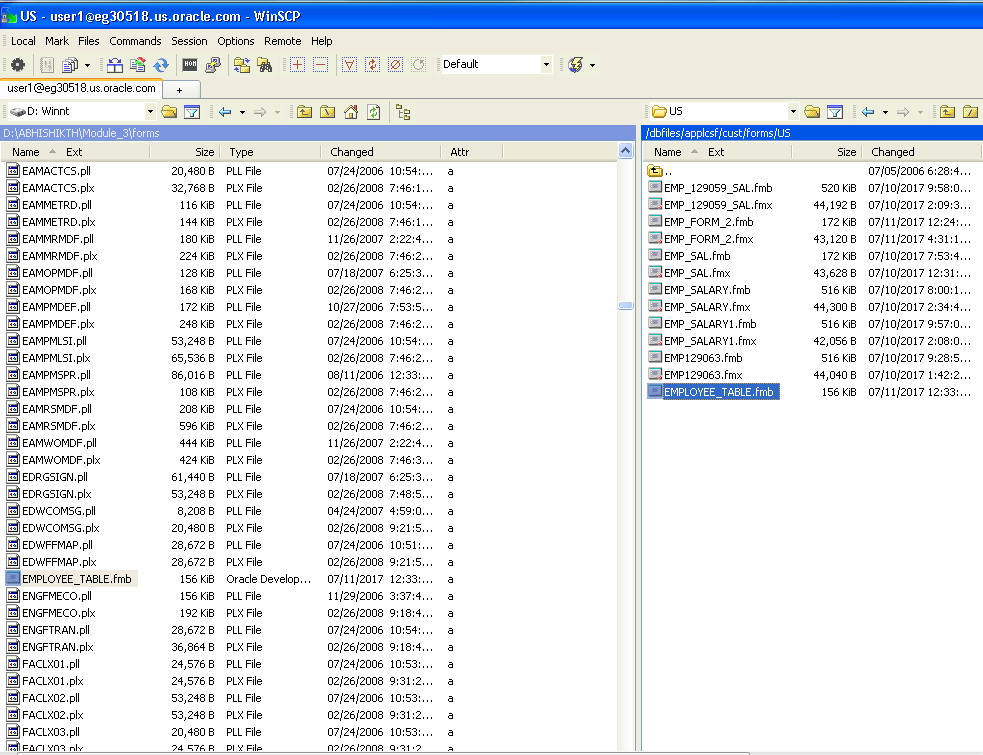 US - user1@eg30518.us.oracle.com - WinSCP
Local Mark Files Commands Session Options Remote Help
Default
user1@eg30518.us.oracle.com +
D: Winnt
D:\ABHISHIKTH\Module_3\forms
Name Ext Size Type Changed Attr
EAMACTCS.pll 20,480 B PLL File 07/24/2006 10:54:... a
EAMACTCS.plx 32,768 B PLX File 02/26/2008 7:46:1... a
EAMMETRD.pll 116 KiB PLL File 07/24/2006 10:54:... a
EAMMETRD.plx 144 KiB PLX File 02/26/2008 7:46:1... a
EAMMRMDF.pll 180 KiB PLL File 11/26/2007 2:22:4... a
EAMMRMDF.plx 224 KiB PLX File 02/26/2008 7:46:2... a
EAMOPMDF.pll 128 KiB PLL File 07/18/2007 6:25:3... a
EAMOPMDF.plx 168 KiB PLX File 02/26/2008 7:46:2... a
EAMPMDEF.pll 172 KiB PLL File 10/27/2006 7:53:5... a
EAMPMDEF.plx 248 KiB PLX File 02/26/2008 7:46:2... a
EAMPMLSI.pll 53,248 B PLL File 07/24/2006 10:54:... a
EAMPMLSI.plx 65,536 B PLX File 02/26/2008 7:46:2... a
EAMPMSPR.pll 86,016 B PLL File 08/11/2006 12:33:... a
EAMPMSPR.plx 108 KiB PLX File 02/26/2008 7:46:2... a
EAMRSMDF.pll 208 KiB PLL File 07/24/2006 10:54:... a
EAMRSMDF.plx 596 KiB PLX File 02/26/2008 7:46:2... a
EAMWOMDF.pll 444 KiB PLL File 11/26/2007 2:22:4... a
EAMWOMDF.plx 424 KiB PLX File 02/26/2008 7:46:3... a
EDRGSIGN.pll 61,440 B PLL File 07/18/2007 6:25:3... a
EDRGSIGN.plx 53,248 B PLX File 02/26/2008 7:48:5... a
EDWCOMSG.pll 8,208 B PLL File 04/24/2007 4:59:0... a
EDWCOMSG.plx 20,480 B PLX File 02/26/2008 9:21:5... a
EDWFFMAP.pll 28,672 B PLL File 07/24/2006 10:51:... a
EDWFFMAP.plx 28,672 B PLX File 02/26/2008 9:21:5... a
EMPLOYEE_TABLE.fmb 156 KiB Oracle Develop... 07/11/2017 12:33:... a
ENGFMECO.pll 156 KiB PLL File 11/29/2006 3:37:4... a
ENGFMECO.plx 192 KiB PLX File 02/26/2008 9:18:4... a
ENGFTRAN.pll 28,672 B PLL File 07/24/2006 10:54:... a
ENGFTRAN.plx 36,864 B PLX File 02/26/2008 9:18:4... a
FACLX01.pll 24,576 B PLL File 07/24/2006 10:53:... a
FACLX01.plx 24,576 B PLX File 02/26/2008 9:31:2... a
FACLX02.pll 53,248 B PLL File 07/24/2006 10:53:... a
FACLX02.plx 53,248 B PLX File 02/26/2008 9:31:2... a
FACLX03.pll 20,480 B PLL File 07/24/2006 10:53:... a
FACLX03.plx 24,576 B PLX File 02/26/2008 9:31:2... a
US
/dbfiles/applcsf/cust/forms/US
Name Ext Size Changed
.. 07/05/2006 6:28:4...
EMP_129059_SAL.fmb 520 KiB 07/10/2017 9:58:0...
EMP_129059_SAL.fmx 44,192 B 07/10/2017 2:09:3...
EMP_FORM_2.fmb 172 KiB 07/11/2017 12:24:...
EMP_FORM_2.fmx 43,120 B 07/11/2017 4:31:1...
EMP_SAL.fmb 172 KiB 07/10/2017 7:53:4...
EMP_SAL.fmx 43,628 B 07/10/2017 12:31:...
EMP_SALARY.fmb 516 KiB 07/10/2017 8:00:1...
EMP_SALARY.fmx 44,300 B 07/10/2017 2:34:4...
EMP_SALARY1.fmb 516 KiB 07/10/2017 9:57:0...
EMP_SALARY1.fmx 42,056 B 07/10/2017 2:08:0...
EMP129063.fmb 516 KiB 07/10/2017 9:28:5...
EMP129063.fmx 44,040 B 07/10/2017 1:42:2...
EMPLOYEE_TABLE.fmb 156 KiB 07/11/2017 12:33:...